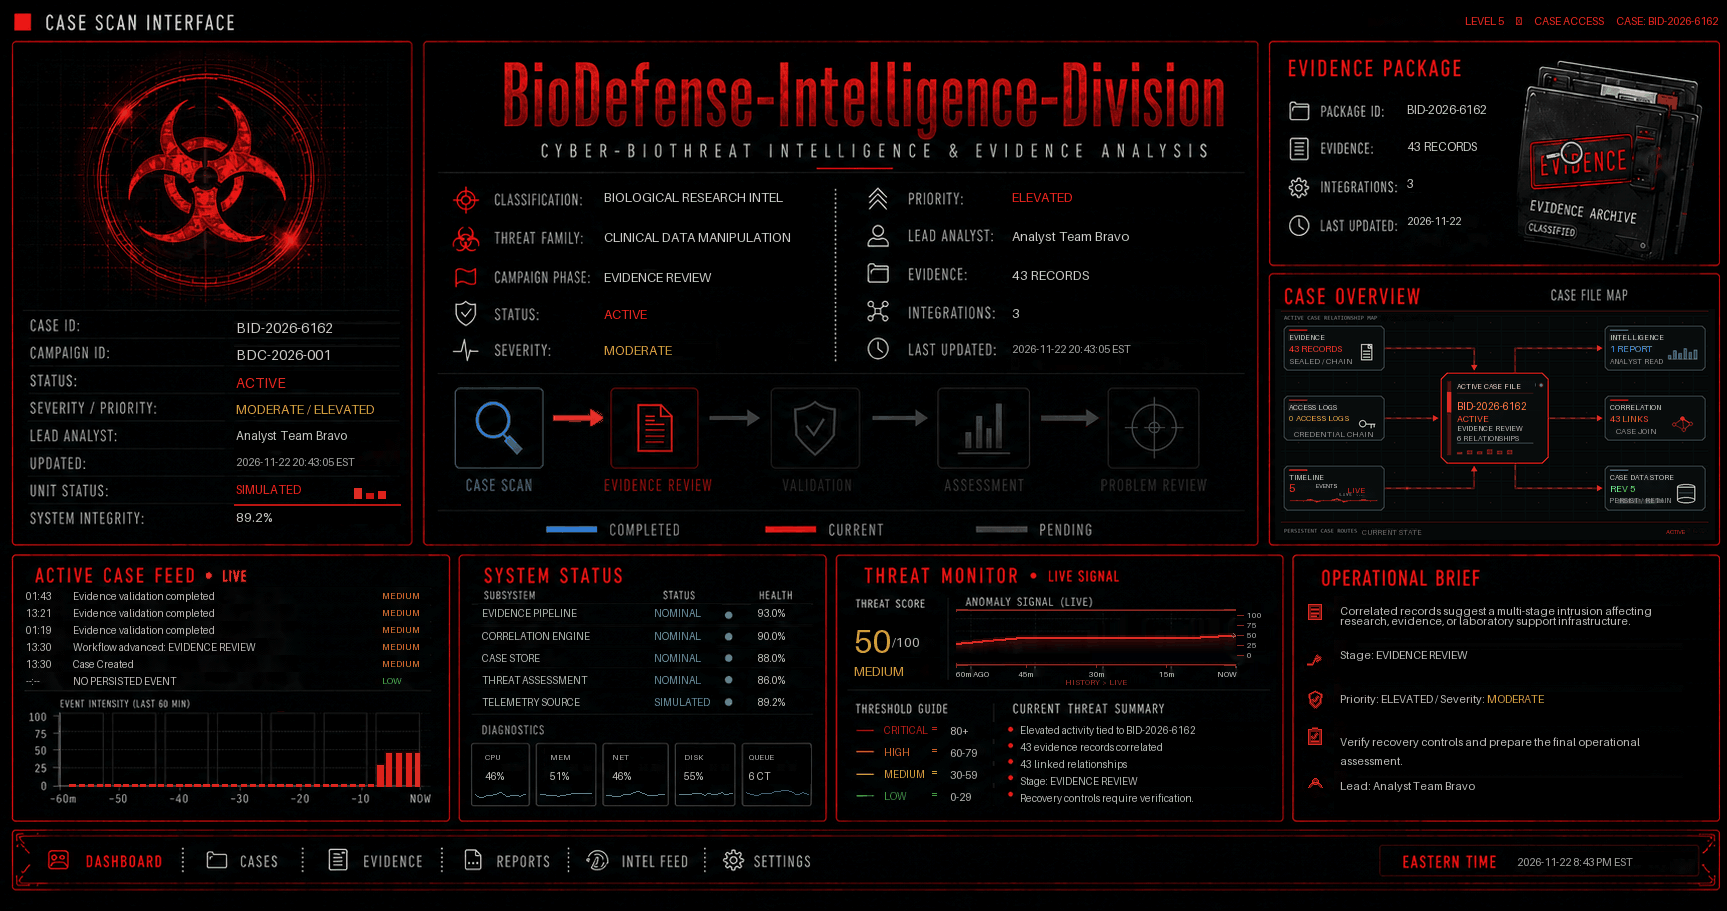 CASE SCAN INTERFACE
LEVEL 5 CASE ACCESS CASE: BID-2026-6162
CASE ID: BID-2026-6162
CAMPAIGN ID: BDC-2026-001
STATUS: ACTIVE
SEVERITY / PRIORITY: MODERATE / ELEVATED
LEAD ANALYST: Analyst Team Bravo
UPDATED: 2026-11-22 20:43:05 EST
UNIT STATUS: SIMULATED
SYSTEM INTEGRITY: 89.2%
BioDefense-Intelligence-Division
CYBER-BIOTHREAT INTELLIGENCE & EVIDENCE ANALYSIS
CLASSIFICATION: BIOLOGICAL RESEARCH INTEL
THREAT FAMILY: CLINICAL DATA MANIPULATION
CAMPAIGN PHASE: EVIDENCE REVIEW
STATUS: ACTIVE
SEVERITY: MODERATE
PRIORITY: ELEVATED
LEAD ANALYST: Analyst Team Bravo
EVIDENCE: 43 RECORDS
INTEGRATIONS: 3
LAST UPDATED: 2026-11-22 20:43:05 EST
CASE SCAN
EVIDENCE REVIEW
VALIDATION
ASSESSMENT
PROBLEM REVIEW
COMPLETED
CURRENT
PENDING
EVIDENCE PACKAGE
PACKAGE ID: BID-2026-6162
EVIDENCE: 43 RECORDS
INTEGRATIONS: 3
LAST UPDATED: 2026-11-22
EVIDENCE
EVIDENCE ARCHIVE
CLASSIFIED
CASE OVERVIEW
CASE FILE MAP
ACTIVE CASE RELATIONSHIP MAP
EVIDENCE
43 RECORDS
SEALED / CHAIN
ACCESS LOGS
0 ACCESS LOGS
CREDENTIAL CHAIN
TIMELINE
5
EVENTS
LIVE
ACTIVE CASE FILE
BID-2026-6162
ACTIVE
EVIDENCE REVIEW
6 RELATIONSHIPS
INTELLIGENCE
1 REPORT
ANALYST READ
CORRELATION
43 LINKS
CASE JOIN
CASE DATASTORE
REV 5
PERSISTENT CASE ROUTES CURRENT STATE
ACTIVE
ACTIVE CASE FEED • LIVE
01:43 Evidence validation completed MEDIUM
13:21 Evidence validation completed MEDIUM
01:19 Evidence validation completed MEDIUM
13:30 Workflow advanced: EVIDENCE REVIEW MEDIUM
13:30 Case Created MEDIUM
--:-- NO PERSISTED EVENT LOW
EVENT INTENSITY (LAST 60 MIN)
100
75
50
25
0
-60m -50 -40 -30 -20 -10 NOW
SYSTEM STATUS
SUBSYSTEM STATUS HEALTH
EVIDENCE PIPELINE NOMINAL 93.0%
CORRELATION ENGINE NOMINAL 90.0%
CASE STORE NOMINAL 88.0%
THREAT ASSESSMENT NOMINAL 86.0%
TELEMETRY SOURCE SIMULATED 89.2%
DIAGNOSTICS
CPU MEM NET DISK QUEUE
46% 51% 46% 55% 6 CT
THREAT MONITOR • LIVE SIGNAL
THREAT SCORE
50/100
MEDIUM
ANOMALY SIGNAL (LIVE)
100
75
50
25
0
60m AGO 45m 30m 15m NOW
HISTORY > LIVE
THRESHOLD GUIDE
CRITICAL = 80+
HIGH = 60-79
MEDIUM = 30-59
LOW = 0-29
CURRENT THREAT SUMMARY
Elevated activity tied to BID-2026-6162
43 evidence records correlated
43 linked relationships
Stage: EVIDENCE REVIEW
Recovery controls require verification.
OPERATIONAL BRIEF
Correlated records suggest a multi-stage intrusion affecting
research, evidence, or laboratory support infrastructure.
Stage: EVIDENCE REVIEW
Priority: ELEVATED / Severity: MODERATE
Verify recovery controls and prepare the final operational
assessment.
Lead: Analyst Team Bravo
DASHBOARD CASES EVIDENCE REPORTS INTEL FEED SETTINGS
EASTERN TIME 2026-11-22 8:43 PM EST